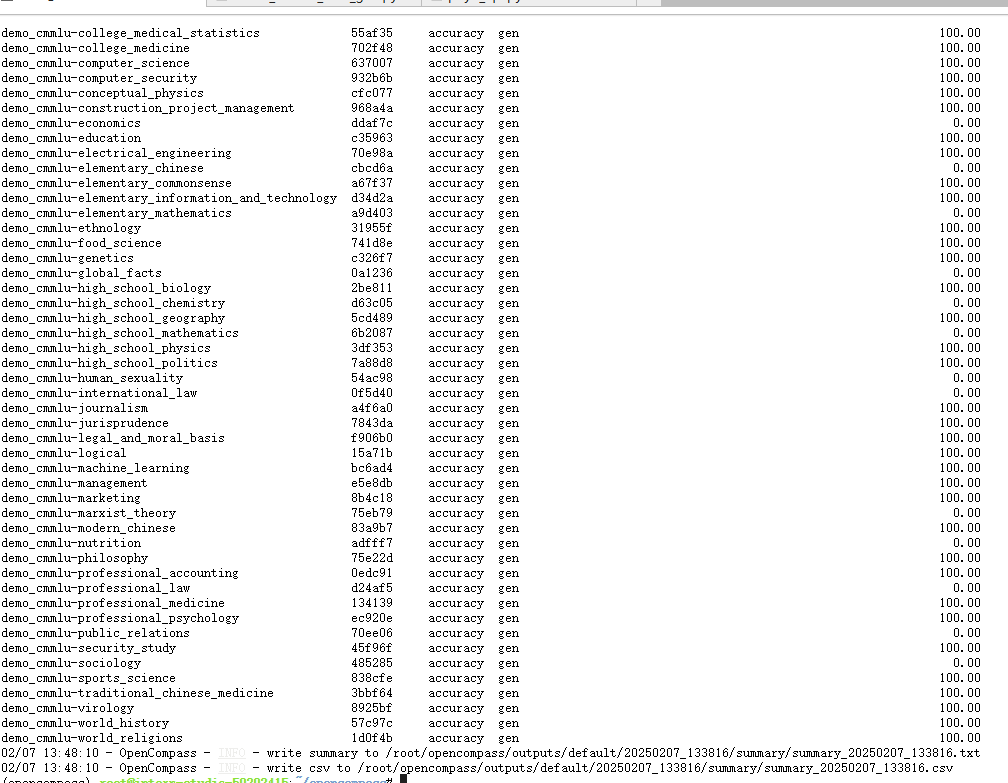 demo_cmmlu-college_medical_statistics 55af35 accuracy gen 100.00
demo_cmmlu-college_medicine 702f48 accuracy gen 100.00
demo_cmmlu-computer_science 637007 accuracy gen 100.00
demo_cmmlu-computer_security 932b6b accuracy gen 100.00
demo_cmmlu-conceptual_physics cfc077 accuracy gen 100.00
demo_cmmlu-construction_project_management 968a4a accuracy gen 100.00
demo_cmmlu-economics ddaf7c accuracy gen 0.00
demo_cmmlu-education c35963 accuracy gen 100.00
demo_cmmlu-electrical_engineering 70e98a accuracy gen 100.00
demo_cmmlu-elementary_chinese cbcd6a accuracy gen 0.00
demo_cmmlu-elementary_commonsense a67f37 accuracy gen 100.00
demo_cmmlu-elementary_information_and_technology d34d2a accuracy gen 100.00
demo_cmmlu-elementary_mathematics a9d403 accuracy gen 0.00
demo_cmmlu-ethnology 31955f accuracy gen 100.00
demo_cmmlu-food_science 741d8e accuracy gen 100.00
demo_cmmlu-genetics c326f7 accuracy gen 100.00
demo_cmmlu-global_facts 0a1236 accuracy gen 0.00
demo_cmmlu-high_school_biology 2be811 accuracy gen 100.00
demo_cmmlu-high_school_chemistry d63c05 accuracy gen 0.00
demo_cmmlu-high_school_geography 5cd489 accuracy gen 100.00
demo_cmmlu-high_school_mathematics 6b2087 accuracy gen 0.00
demo_cmmlu-high_school_physics 3df353 accuracy gen 100.00
demo_cmmlu-high_school_politics 7a88d8 accuracy gen 100.00
demo_cmmlu-human_sexuality 54ac98 accuracy gen 0.00
demo_cmmlu-international_law 0f5d40 accuracy gen 0.00
demo_cmmlu-journalism a4f6a0 accuracy gen 100.00
demo_cmmlu-jurisprudence 7843da accuracy gen 100.00
demo_cmmlu-legal_and_moral_basis f906b0 accuracy gen 100.00
demo_cmmlu-logical 15a71b accuracy gen 100.00
demo_cmmlu-machine_learning bc6ad4 accuracy gen 100.00
demo_cmmlu-management e5e8db accuracy gen 100.00
demo_cmmlu-marketing 8b4c18 accuracy gen 100.00
demo_cmmlu-marxist_theory 75eb79 accuracy gen 0.00
demo_cmmlu-modern_chinese 83a9b7 accuracy gen 100.00
demo_cmmlu-nutrition adfff7 accuracy gen 0.00
demo_cmmlu-philosophy 75e22d accuracy gen 100.00
demo_cmmlu-professional_accounting 0edc91 accuracy gen 100.00
demo_cmmlu-professional_law d24af5 accuracy gen 0.00
demo_cmmlu-professional_medicine 134139 accuracy gen 100.00
demo_cmmlu-professional_psychology ec920e accuracy gen 100.00
demo_cmmlu-public_relations 70ee06 accuracy gen 0.00
demo_cmmlu-security_study 45f96f accuracy gen 100.00
demo_cmmlu-sociology 485285 accuracy gen 0.00
demo_cmmlu-sports_science 838cfe accuracy gen 100.00
demo_cmmlu-traditional_chinese_medicine 3bbf64 accuracy gen 100.00
demo_cmmlu-virology 8925bf accuracy gen 100.00
demo_cmmlu-world_history 57c97c accuracy gen 100.00
demo_cmmlu-world_religions 1d0f4b accuracy gen 100.00
02/07 13:48:10 - OpenCompass - INFO - write summary to /root/opencompass/outputs/default/20250207_133816/summary/summary_20250207_133816.txt
02/07 13:48:10 - OpenCompass - INFO - write csv to /root/opencompass/outputs/default/20250207_133816/summary/summary_20250207_133816.csv